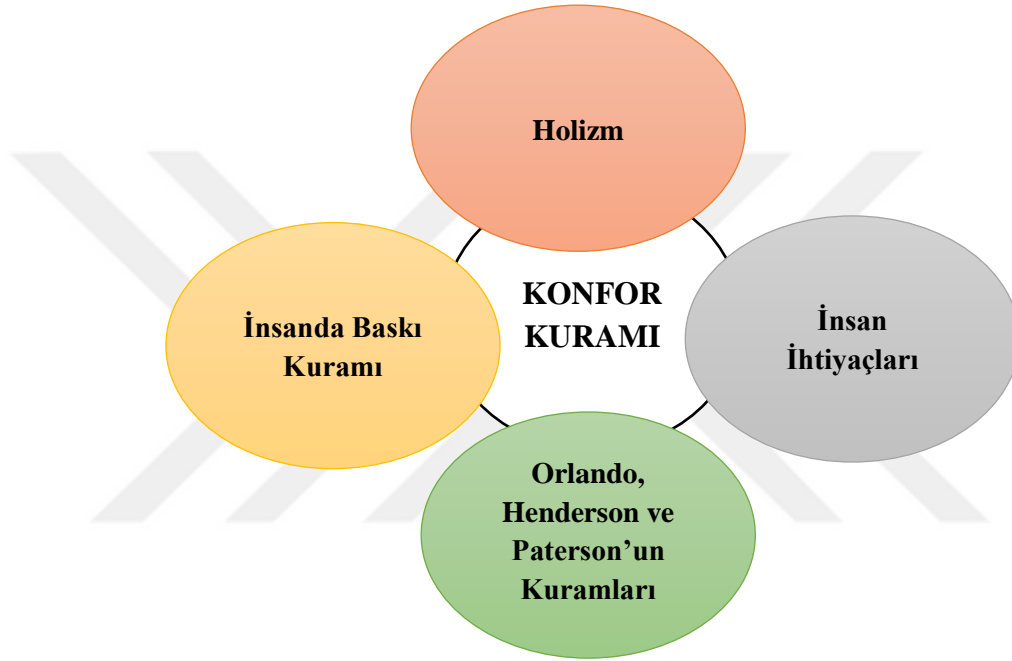 Holizm
KONFOR
KURAMI
İnsanda Baskı
Kuramı
İnsan
İhtiyaçları
Orlando,
Henderson ve
Paterson’un
Kuramları